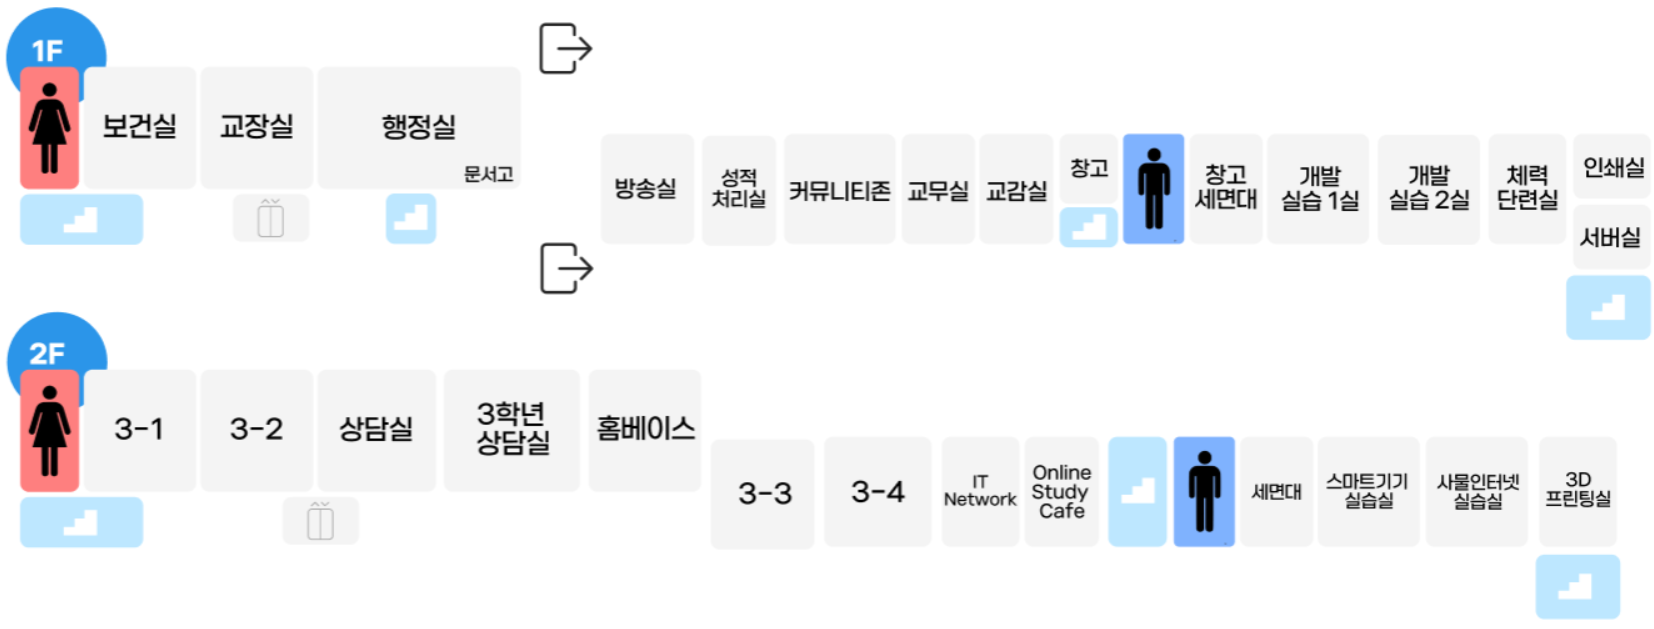 1F
보건실
교장실
행정실
문서고
방송실
성적
처리실
커뮤니티존
교무실
교감실
창고
창고
세면대
개발
실습 1실
개발
실습 2실
체력
단련실
인쇄실
서버실
2F
3-1
3-2
상담실
3학년
상담실
홈베이스
3-3
3-4
IT
Network
Online
Study
Cafe
세면대
스마트기기
실습실
사물인터넷
실습실
3D
프린팅실